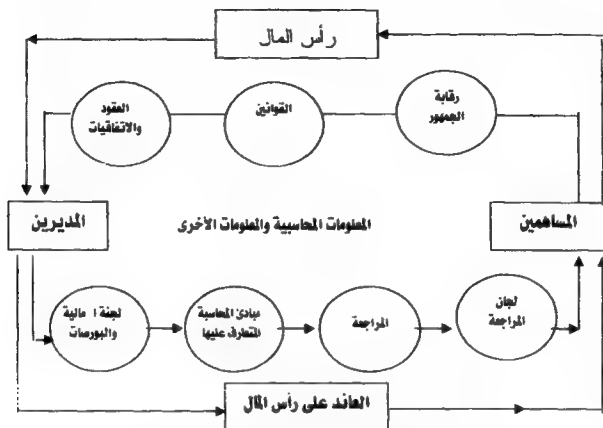 رأس المال
رقابة
الجمهور
القوانين
العقود
والاتفاقيات
المساهمين
المعلومات المحاسبية والمعلومات الأخرى
المديرين
لجنة ا مالية
والبورصات
مبادئ المحاسبة
المتعارف عليها
المراجعة
لجان
المراجعة
العائد على رأس المال